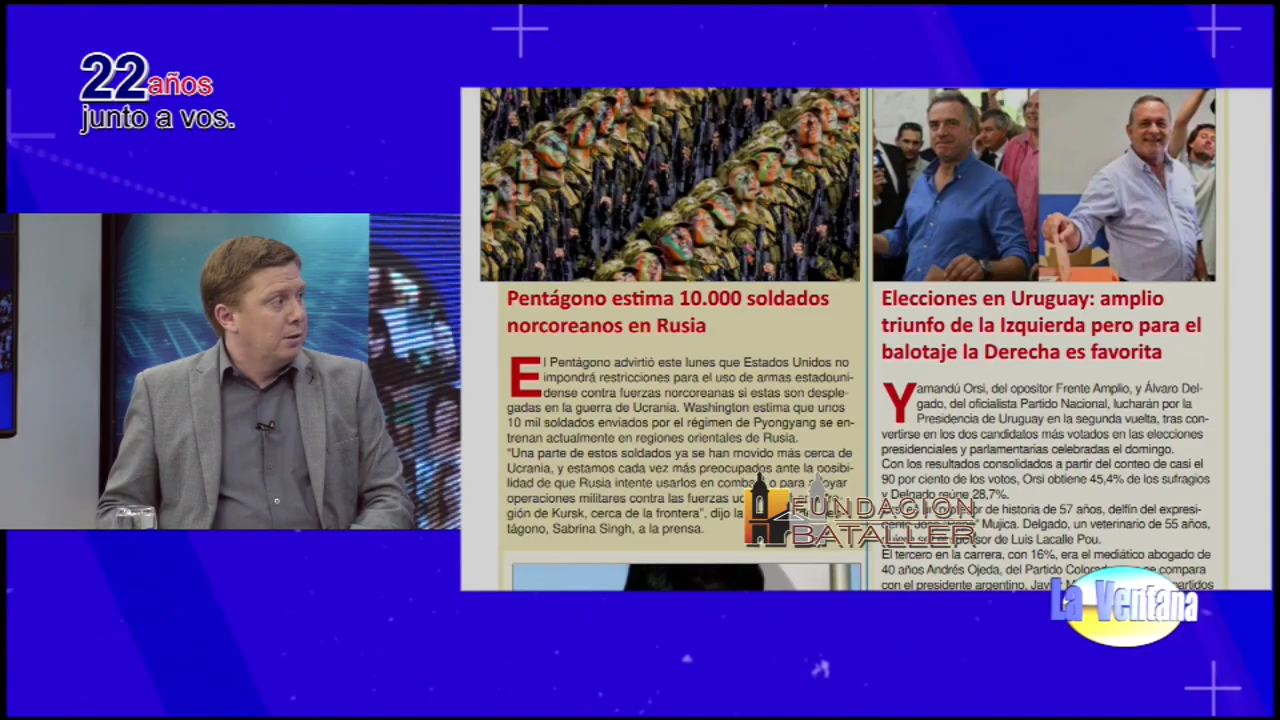 22 años
junto a vos.
Pentágono estima 10.000 soldados
norcoreanos en Rusia
El Pentágono advirtió este lunes que Estados Unidos no
impondrá restricciones para el uso de armas estadouni-
dense contra fuerzas norcoreanas si estas son desple-
gadas en la guerra de Ucrania. Washington estima que unos
10 mil soldados enviados por el régimen de Pyongyang se en-
trenan actualmente en regiones orientales de Rusia.
"Una parte de estos soldados ya se han movido más cerca de
Ucrania, y estamos cada vez más preocupados ante la posibi-
lidad de que Rusia intente usarlos en combate o para apoyar
operaciones militares contra las fuerzas
gión de Kursk, cerca de la frontera", dijo la
tágono, Sabrina Singh, a la prensa.
Elecciones en Uruguay: amplio
triunfo de la Izquierda pero para el
balotaje la Derecha es favorita
Yamandú Orsi, del opositor Frente Amplio, y Álvaro Del-
gado, del oficialista Partido Nacional, lucharán por la
Presidencia de Uruguay en la segunda vuelta, tras con-
vertirse en los dos candidatos más votados en las elecciones
presidenciales y parlamentarias celebradas el domingo.
Con los resultados consolidados a partir del conteo de casi el
90 por ciento de los votos, Orsi obtiene 45,4% de los sufragios
y Delgado reúne 28,7%.
de historia de 57 años, delfín del expresi-
Mujica. Delgado, un veterinario de 55 años,
de Luis Lacalle Pou.
El tercero en la carrera, con 16%, era el mediático abogado de
40 años Andrés Ojeda, del Partido Colorado se compara
con el presidente argentino, partidos
FUNDACION
BATALLER
La Ventana